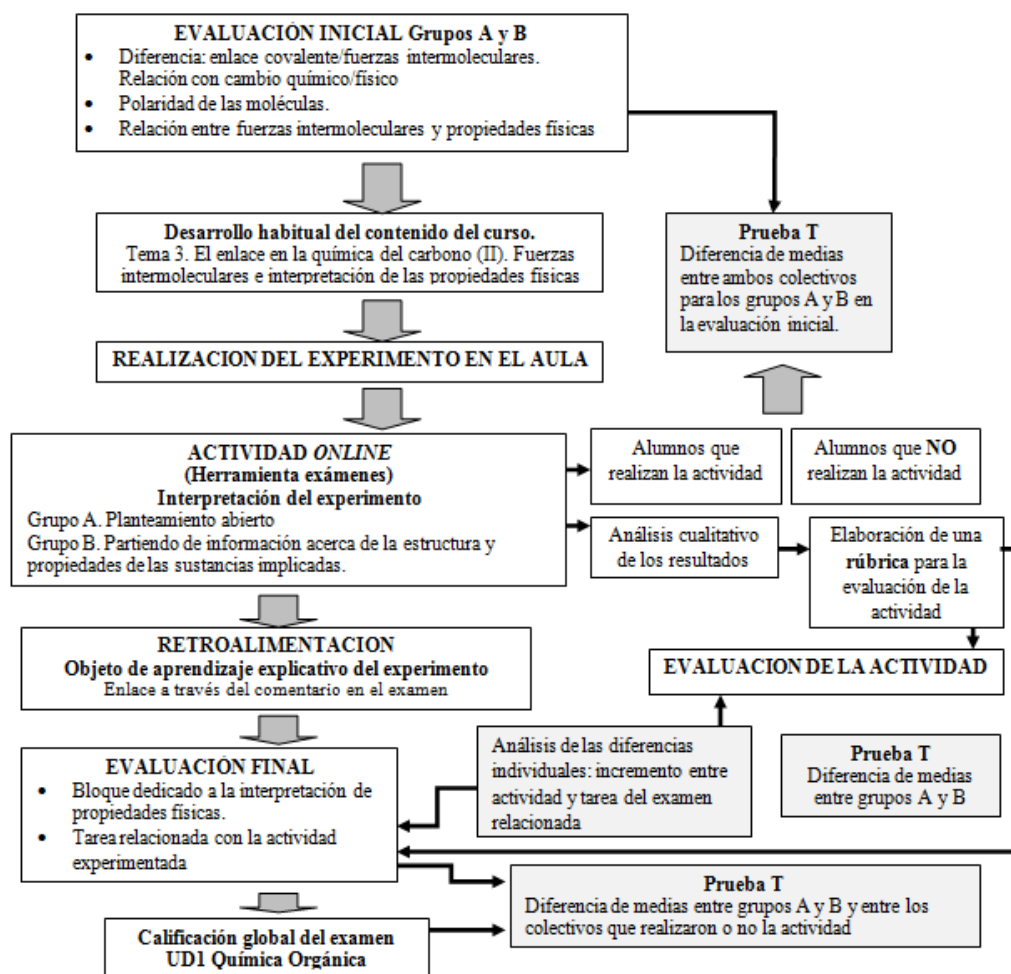 EVALUACIÓN INICIAL Grupos A y B
• Diferencia: enlace covalente/fuerzas intermoleculares.
Relación con cambio químico/físico
• Polaridad de las moléculas.
• Relación entre fuerzas intermoleculares y propiedades físicas
Desarrollo habitual del contenido del curso.
Tema 3. El enlace en la química del carbono (II). Fuerzas
intermoleculares e interpretación de las propiedades físicas
Prueba T
Diferencia de medias
entre ambos colectivos
para los grupos A y B en
la evaluación inicial.
REALIZACION DEL EXPERIMENTO EN EL AULA
ACTIVIDAD ONLINE
(Herramienta exámenes)
Interpretación del experimento
Grupo A. Planteamiento abierto
Grupo B. Partiendo de información acerca de la estructura y
propiedades de las sustancias implicadas.
Alumnos que
realizan la actividad
Alumnos que NO
realizan la actividad
Análisis cualitativo
de los resultados
Elaboración de una
rúbrica para la
evaluación de la
actividad
RETROALIMENTACION
Objeto de aprendizaje explicativo del experimento
Enlace a través del comentario en el examen
EVALUACION DE LA ACTIVIDAD
Análisis de las diferencias
individuales: incremento entre
actividad y tarea del examen
relacionada
Prueba T
Diferencia de medias
entre grupos A y B
EVALUACIÓN FINAL
• Bloque dedicado a la interpretación de
propiedades físicas.
• Tarea relacionada con la actividad
experimentada
Prueba T
Diferencia de medias entre grupos A y B y entre los
colectivos que realizaron o no la actividad
Calificación global del examen
UD1 Química Orgánica